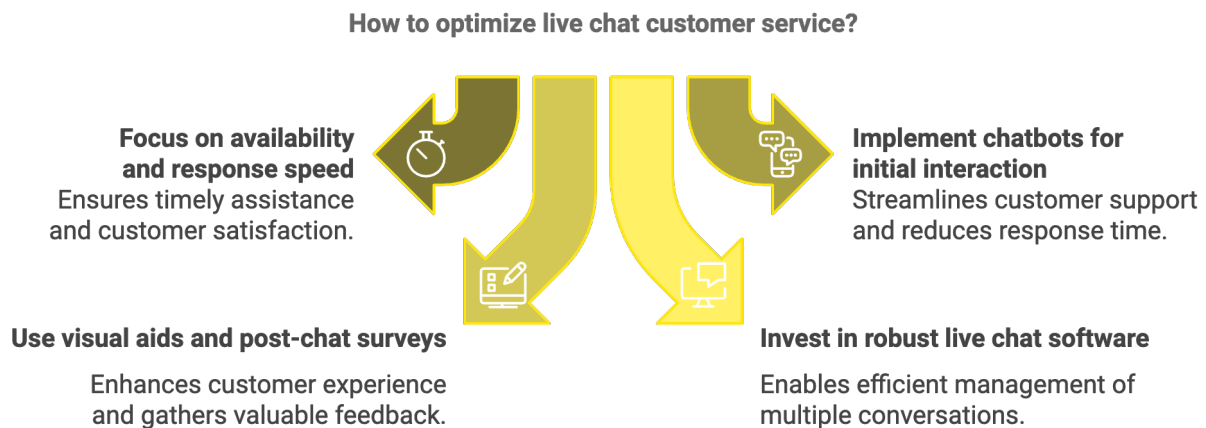 How to optimize live chat customer service?
Focus on availability
and response speed
Ensures timely assistance
and customer satisfaction.
Implement chatbots for
initial interaction
Streamlines customer support
and reduces response time.
Use visual aids and post-chat surveys
Enhances customer experience
and gathers valuable feedback.
Invest in robust live chat software
Enables efficient management of
multiple conversations.